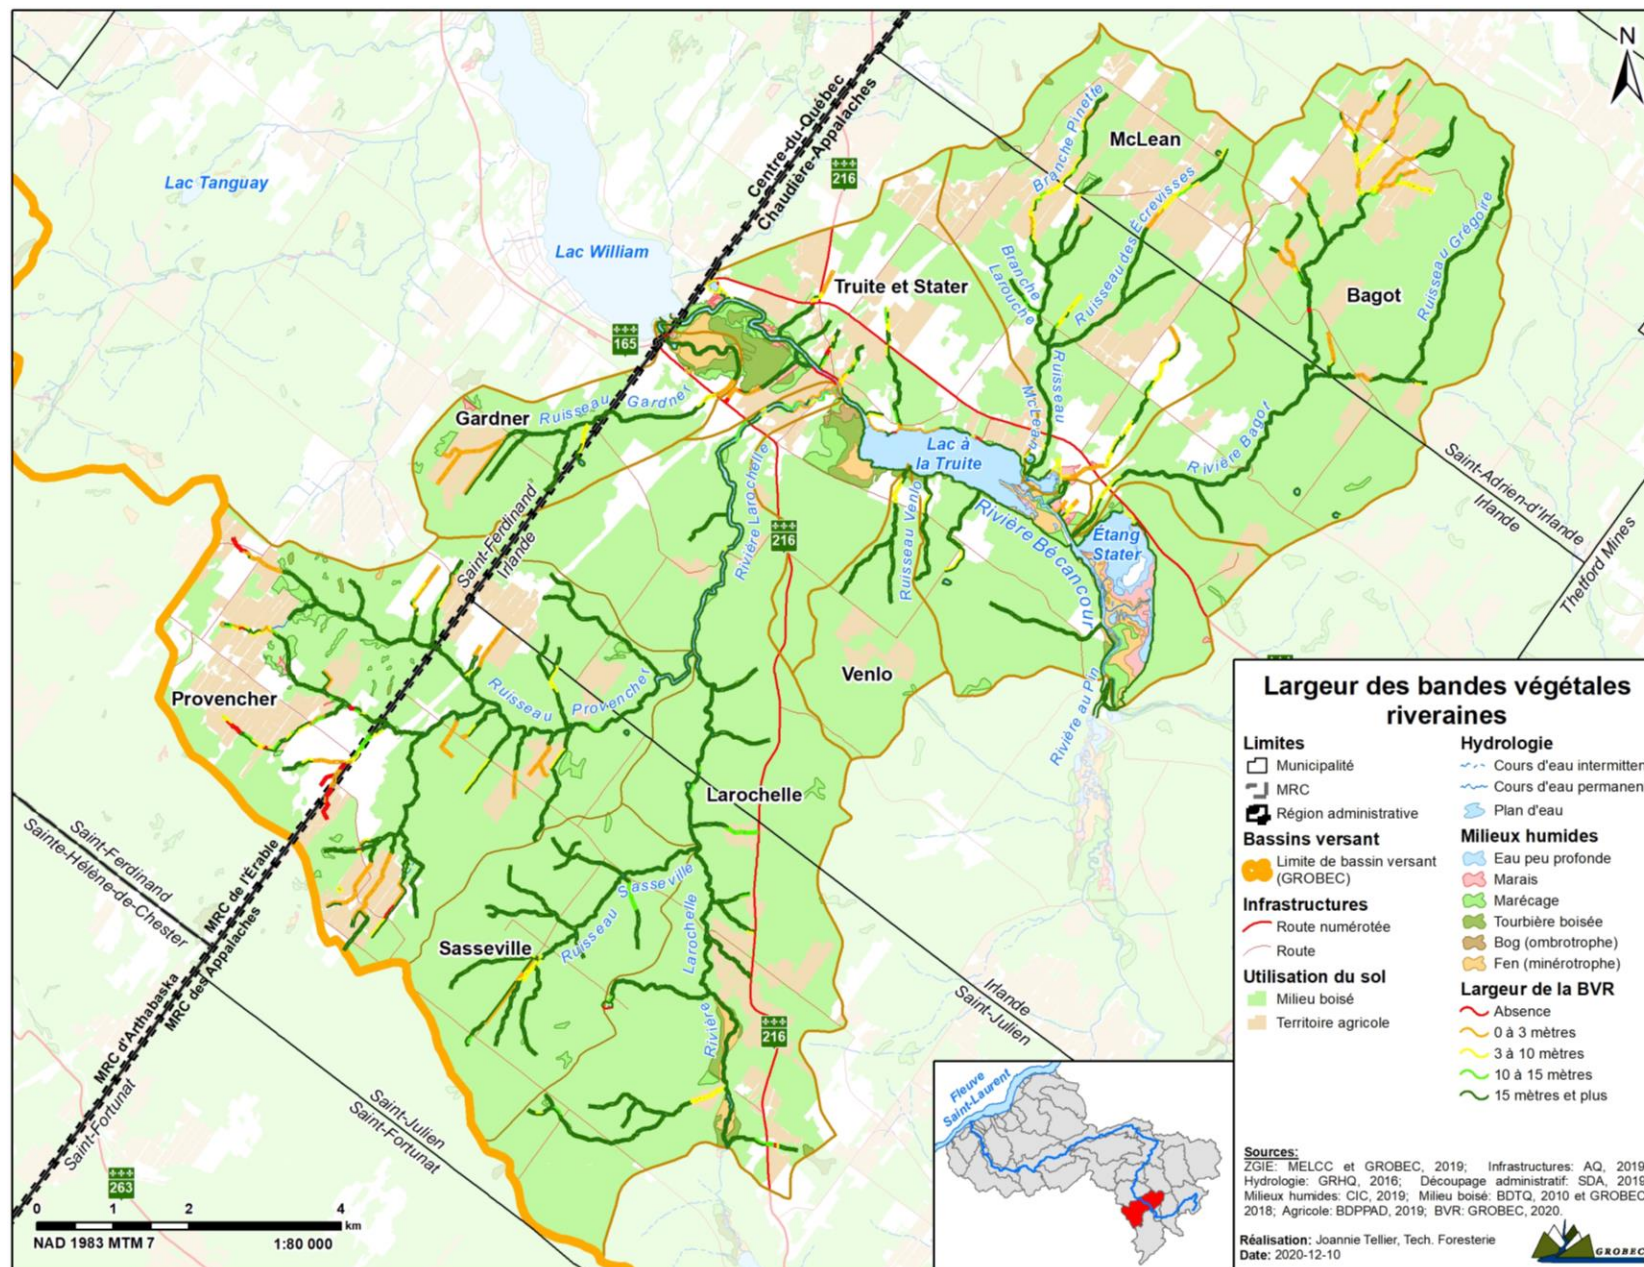 N
Centre-du-Québec
Chaudière-Appalaches
216
Lac Tanguay
Lac William
165
Branche Pinette
McLean
Ruisseau des Écrevisses
Branche
Larouche
Truite et Stater
Bagot
Ruisseau Grégoire
Gardner
Ruisseau Gardner
Ruisseau
McLean
Rivière Bagot
Lac à
la Truite
Saint-Adrien-d'Irlande
Irlande
Thetford Mines
Saint-Ferdinand
Irlande
Rivière Larochelle
216
Ruisseau Venlo
Rivière Bécancour
Étang
Stater
Provencher
Ruisseau Provencher
Venlo
Rivière au Pin
Larochelle
Saint-Ferdinand
Sainte-Hélène-de-Chester
MRC de l'Érable
MRC des Appalaches
MRC d'Arthabaska
Sasseville
Ruisseau Sasseville
Rivière Larochelle
Irlande
Saint-Julien
216
Saint-Fortunat
Saint-Julien
Saint-Fortunat
263
0 1 2 4
km
NAD 1983 MTM 7 1:80 000
Fleuve
Saint-Laurent
Largeur des bandes végétales
riveraines
Limites
Municipalité
MRC
Région administrative
Bassins versant
Limite de bassin versant
(GROBEC)
Infrastructures
Route numérotée
Route
Utilisation du sol
Milieu boisé
Territoire agricole
Hydrologie
Cours d'eau intermitten
Cours d'eau permanen
Plan d'eau
Milieux humides
Eau peu profonde
Marais
Marécage
Tourbière boisée
Bog (ombrotrophe)
Fen (minérotrophe)
Largeur de la BVR
Absence
0 à 3 mètres
3 à 10 mètres
10 à 15 mètres
15 mètres et plus
Sources:
ZGIE: MELCC et GROBEC, 2019; Infrastructures: AQ, 2019
Hydrologie: GRHQ, 2016; Découpage administratif: SDA, 2019
Milieux humides: CIC, 2019; Milieu boisé: BDTQ, 2010 et GROBEC
2018; Agricole: BDPPAD, 2019; BVR: GROBEC, 2020.
Réalisation: Joannie Tellier, Tech. Foresterie
Date: 2020-12-10
GROBEC